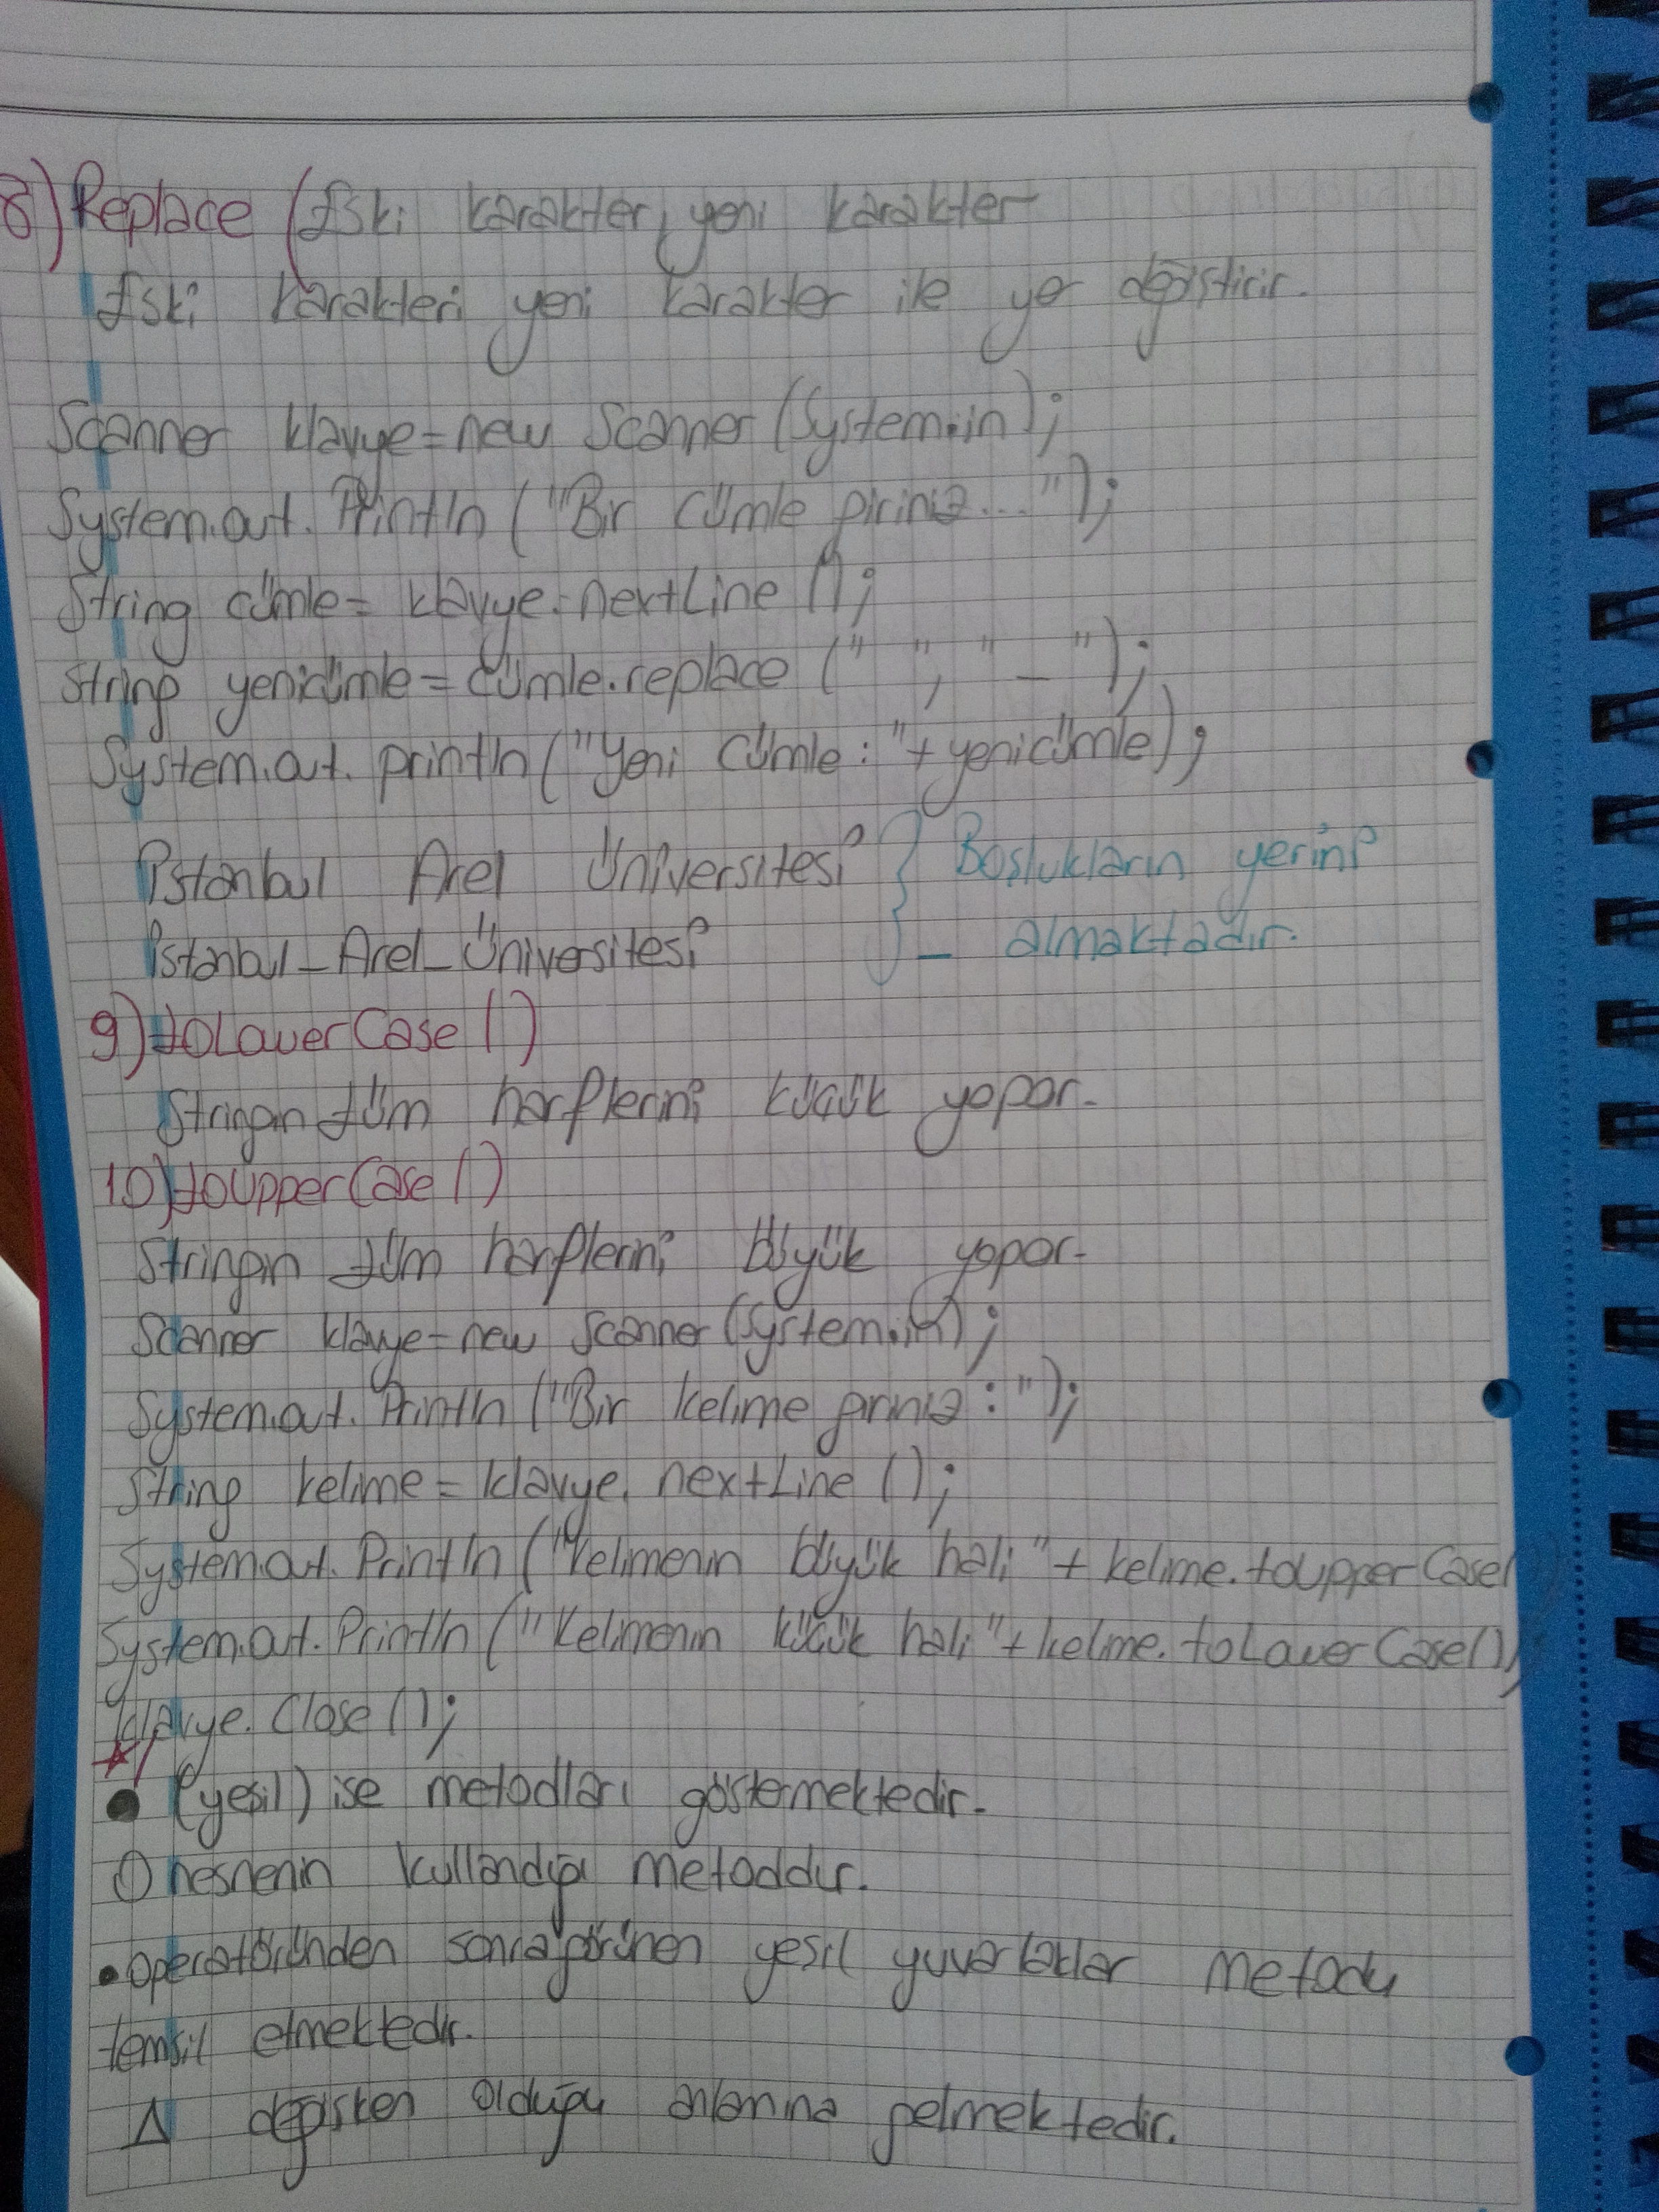 8) Replace (Eski karakter, yeni karakter
Eski karakteri yeni karakter ile yer değiştirir.
Scanner klavye=new Scanner (System.in);
System.out. Println ("Bir cümle giriniz...");
String cümle= klavye.nextLine ();
String yenicümle=cümle.replace (" ", " _ ");
System.out. println ("Yeni Cümle: "+yenicümle);
İstanbul Arel Üniversitesi } Boşlukların yerini
İstanbul_Arel_Üniversitesi _ almaktadır.
9) toLowerCase ()
Stringin tüm harflerini küçük yapar.
10) toUpperCase ()
Stringin tüm harflerini büyük yapar.
Scanner klavye=new Scanner (System.in);
System.out. Println ("Bir kelime giriniz: ");
String kelime = klavye. nextLine ();
System.out. Println ("Kelimenin büyük hali "+ kelime.toUpperCase(
System.out. Println ("Kelimenin küçük hali "+kelime.toLowerCase())
klavye. Close ();
● (yeşil) ise metodları göstermektedir.
O nesnenin kullandığı metoddur.
• operatöründen sonra görünen yeşil yuvarlaklar metodu
temsil etmektedir.
Δ değişken olduğu anlamına gelmektedir.